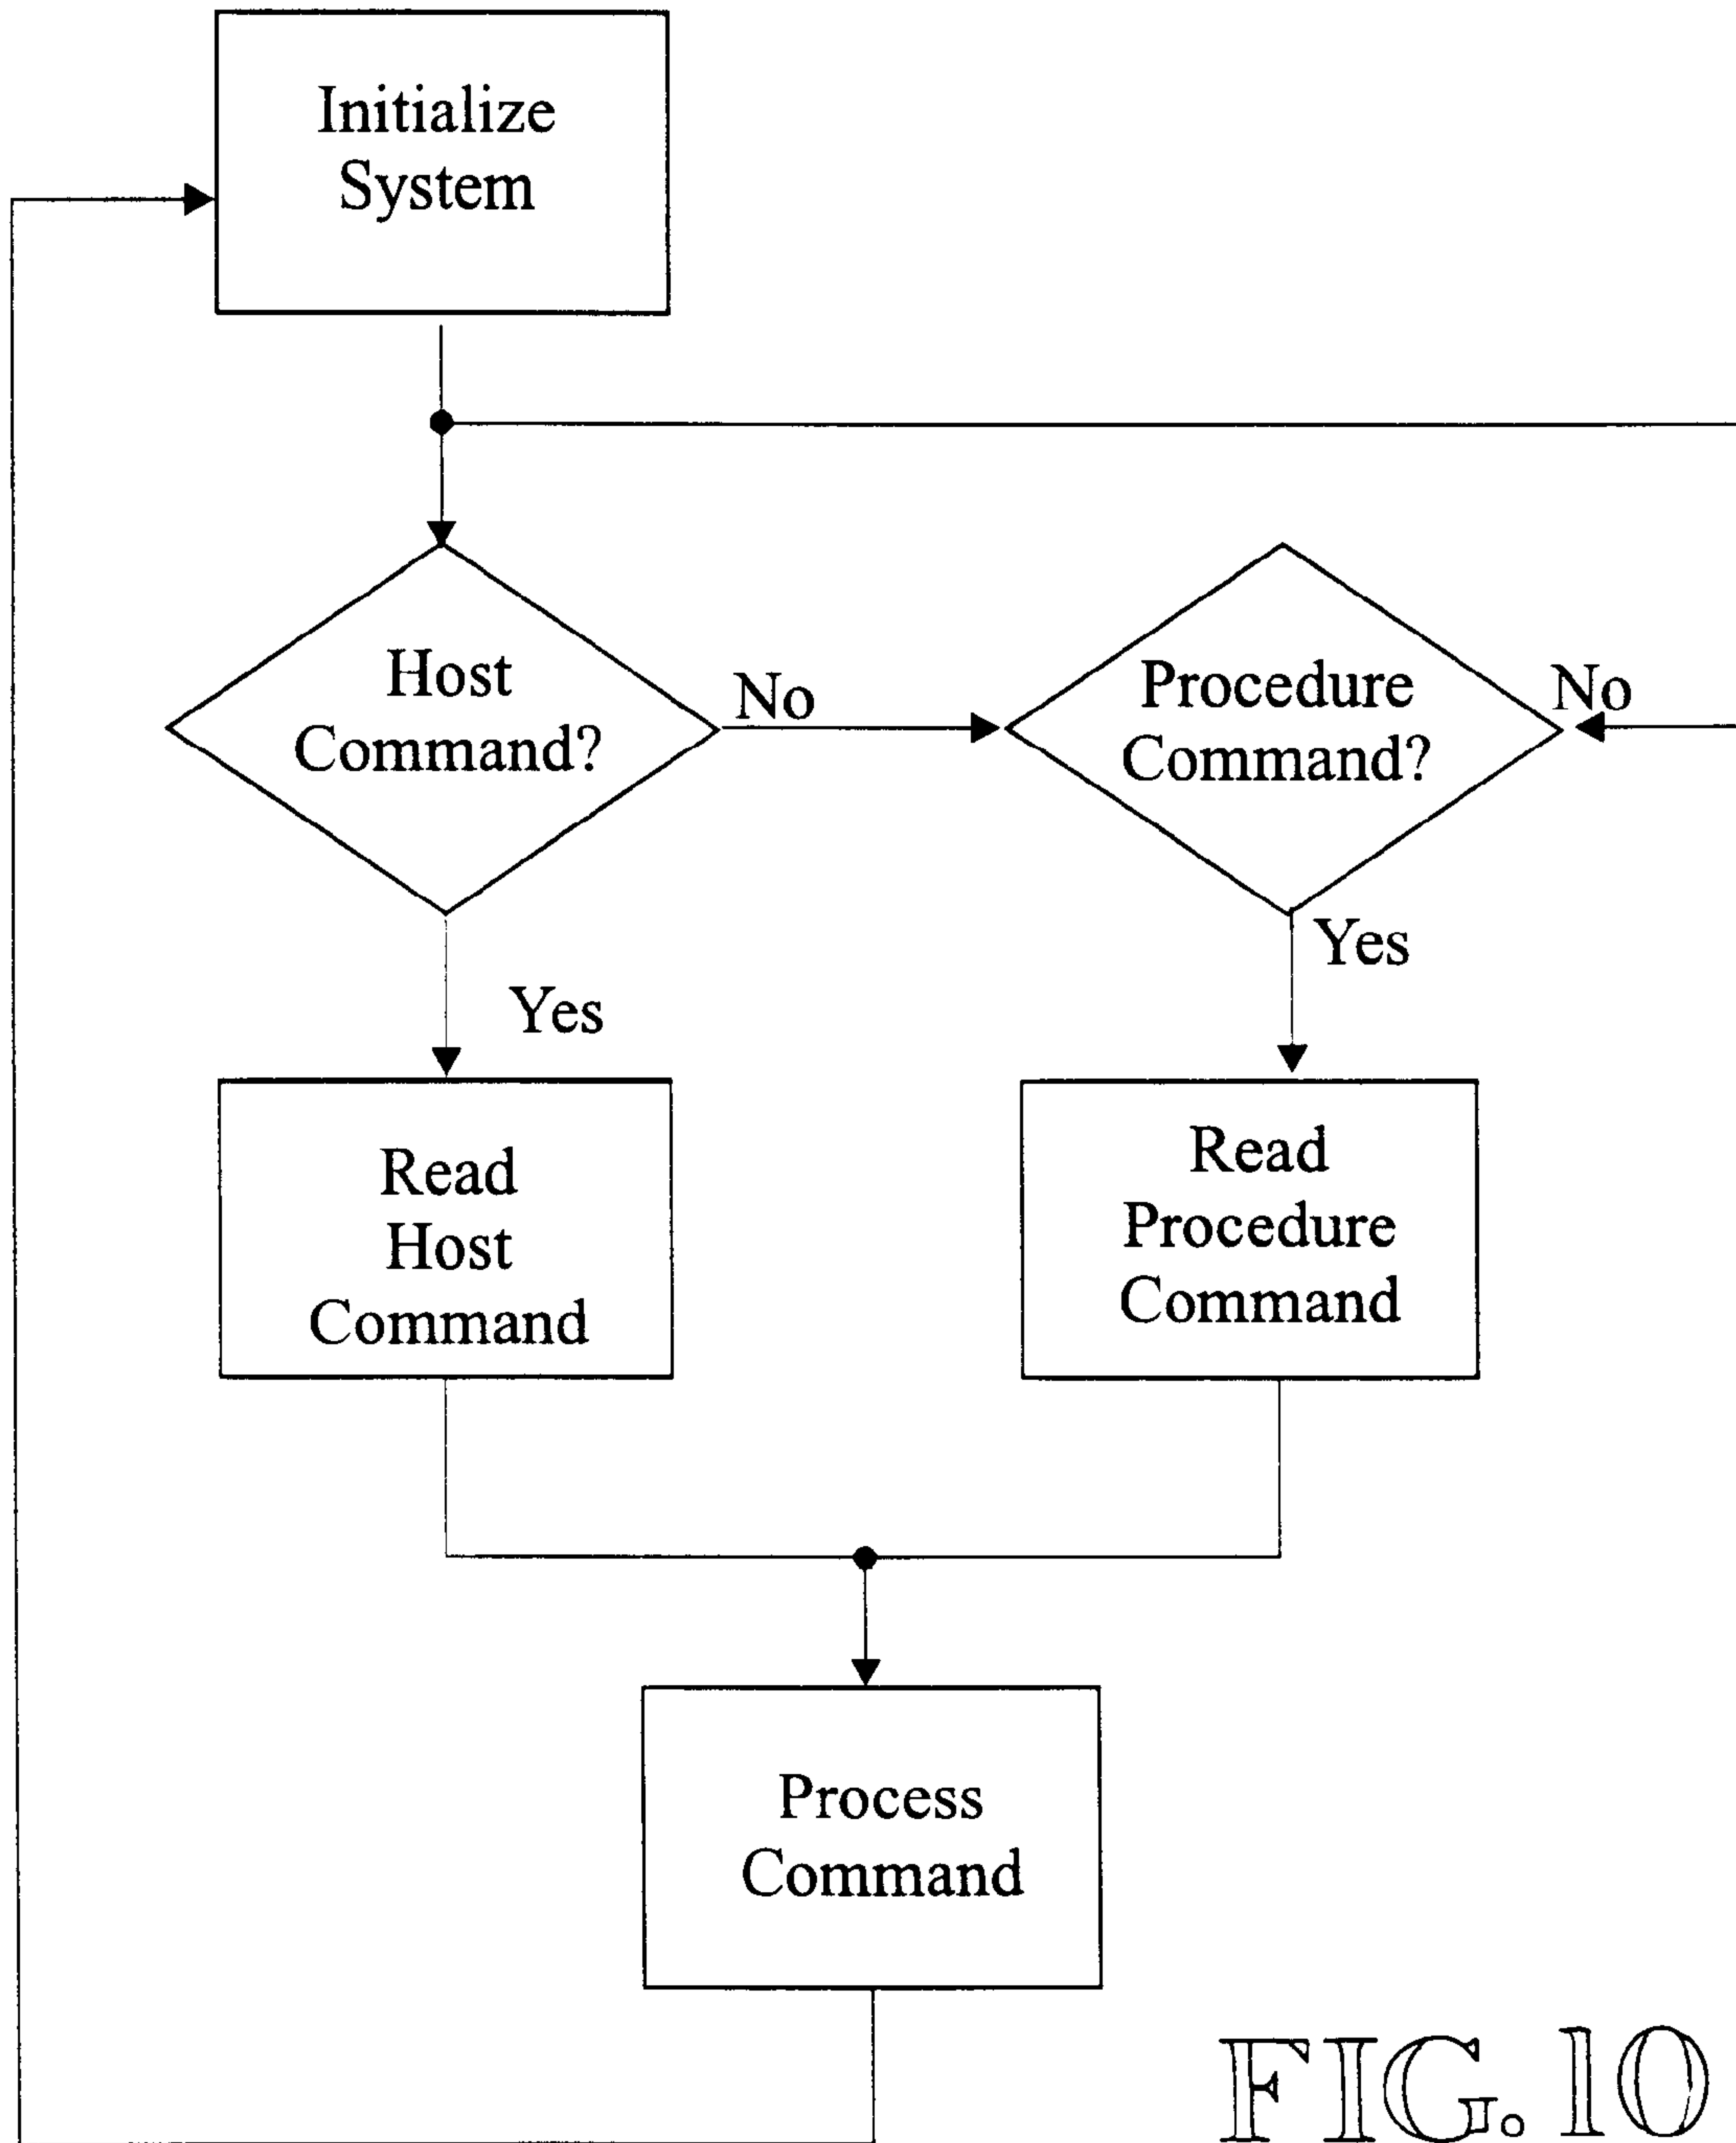 Initialize
System
Host
Command?
No
Procedure
Command?
No
Yes
Yes
Read
Host
Command
Read
Procedure
Command
Process
Command
FIG. 10